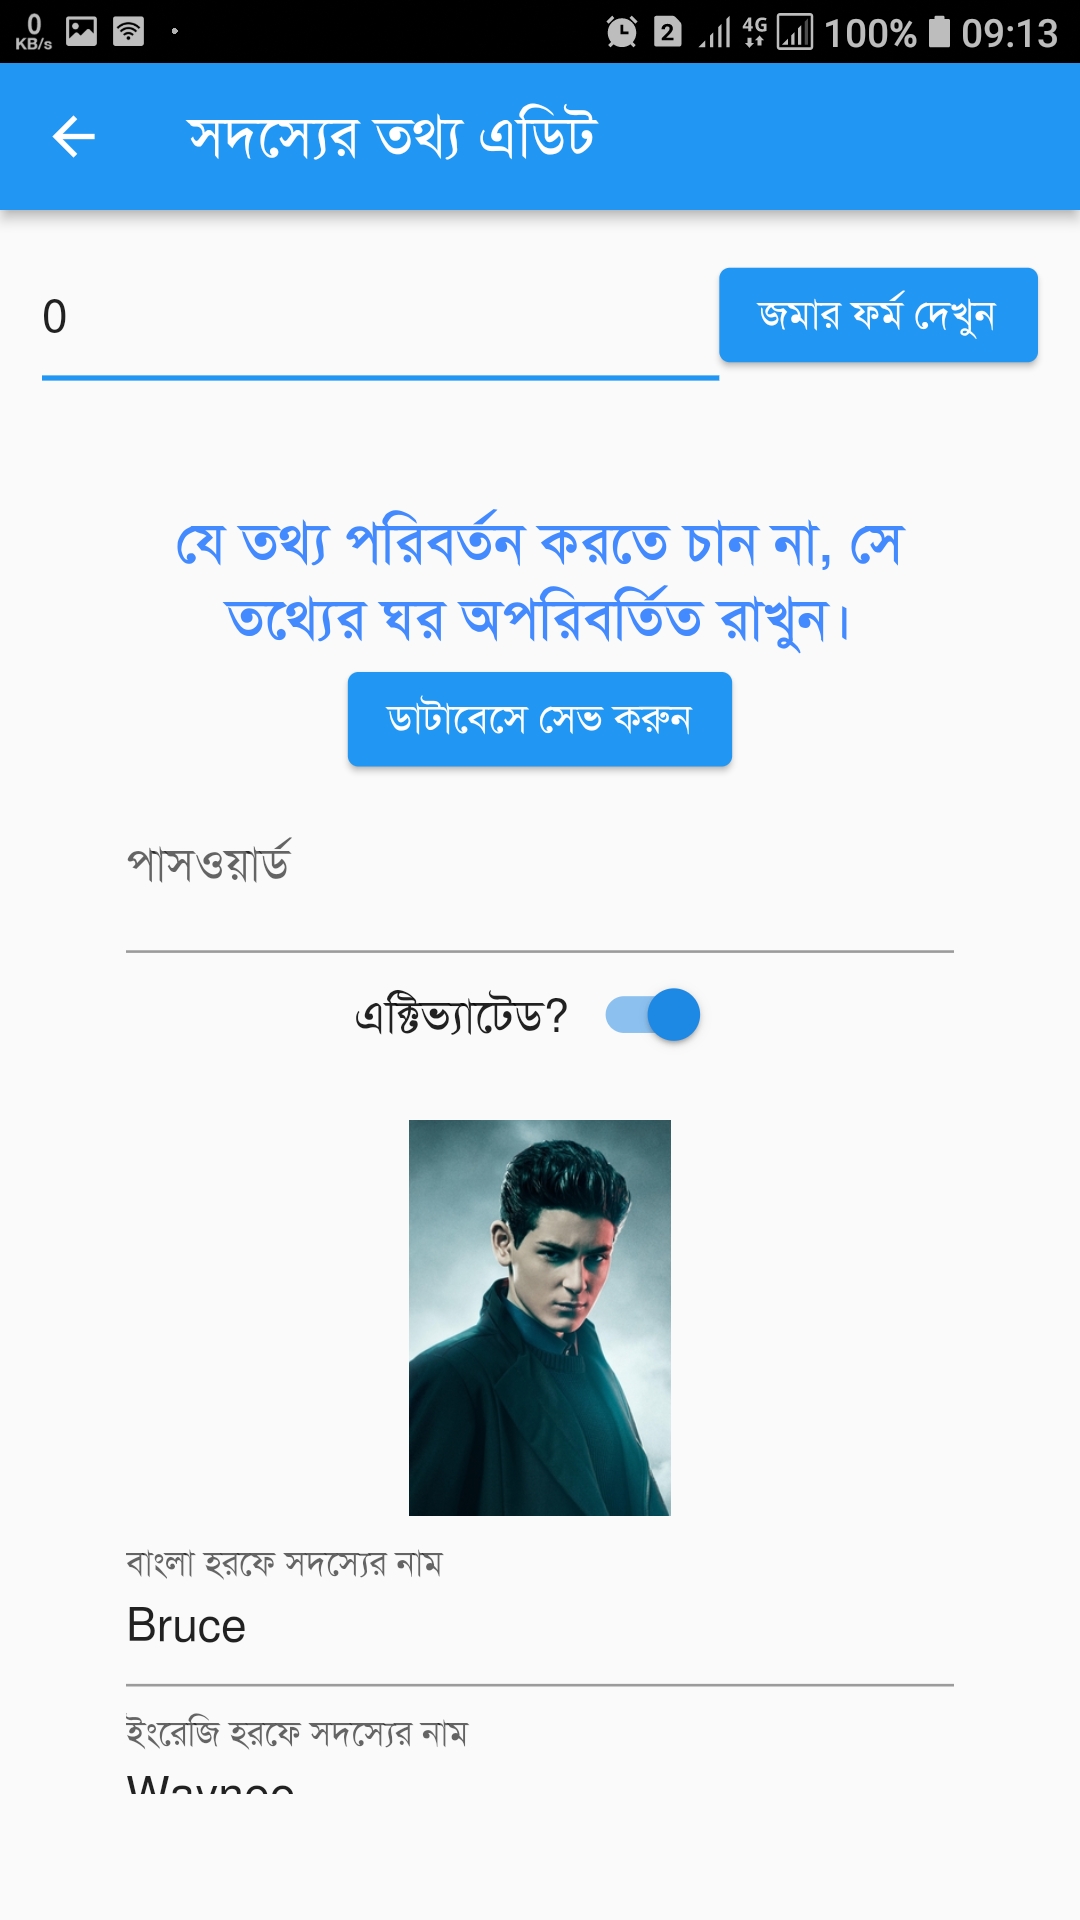 0
KB/s
2
4G
100%
09:13
সদস্যের তথ্য এডিট
0
জমার ফর্ম দেখুন
যে তথ্য পরিবর্তন করতে চান না, সে
তথ্যের ঘর অপরিবর্তিত রাখুন।
ডাটাবেসে সেভ করুন
পাসওয়ার্ড
এক্টিভ্যাটেড?
বাংলা হরফে সদস্যের নাম
Bruce
ইংরেজি হরফে সদস্যের নাম